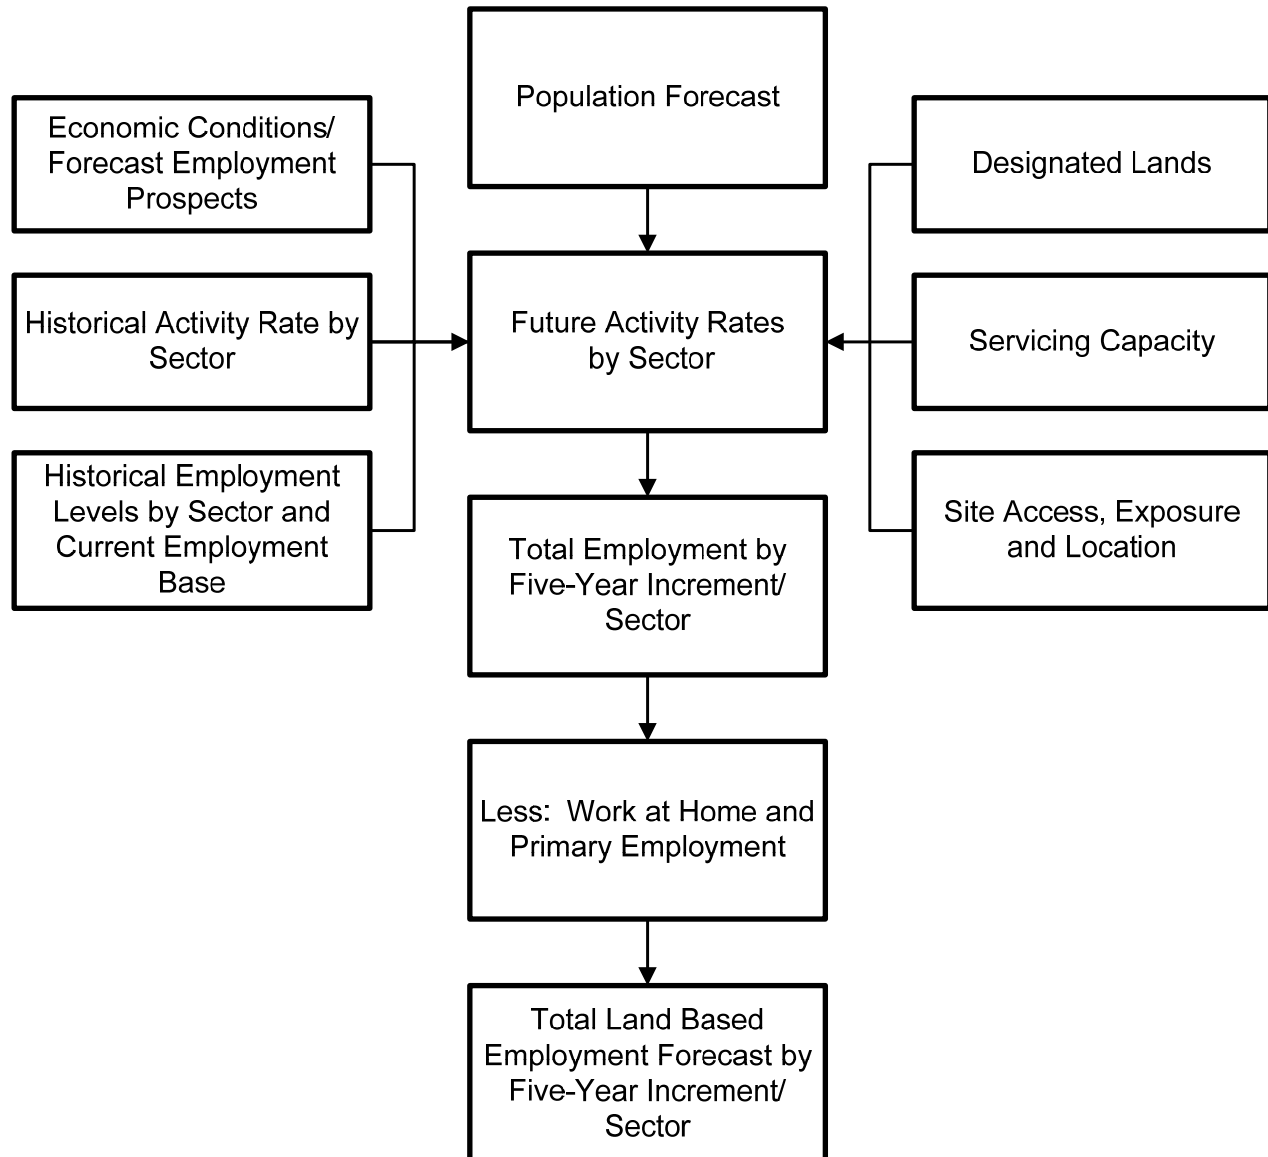 Population Forecast
Economic Conditions/
Forecast Employment
Prospects
Designated Lands
Historical Activity Rate by
Sector
Future Activity Rates
by Sector
Servicing Capacity
Historical Employment
Levels by Sector and
Current Employment
Base
Site Access, Exposure
and Location
Total Employment by
Five-Year Increment/
Sector
Less:  Work at Home and
Primary Employment
Total Land Based
Employment Forecast by
Five-Year Increment/
Sector